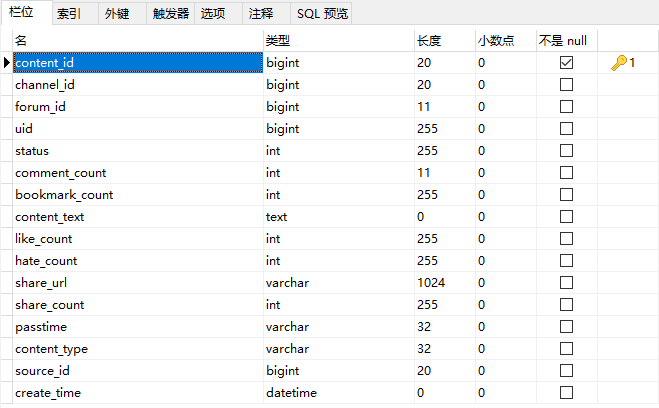 栏位 索引 外键 触发器 选项 注释 SQL 预览
名 类型 长度 小数点 不是 null
content_id bigint 20 0 1
channel_id bigint 20 0
forum_id bigint 11 0
uid bigint 255 0
status int 255 0
comment_count int 11 0
bookmark_count int 255 0
content_text text 0 0
like_count int 255 0
hate_count int 255 0
share_url varchar 1024 0
share_count int 255 0
passtime varchar 32 0
content_type varchar 32 0
source_id bigint 20 0
create_time datetime 0 0